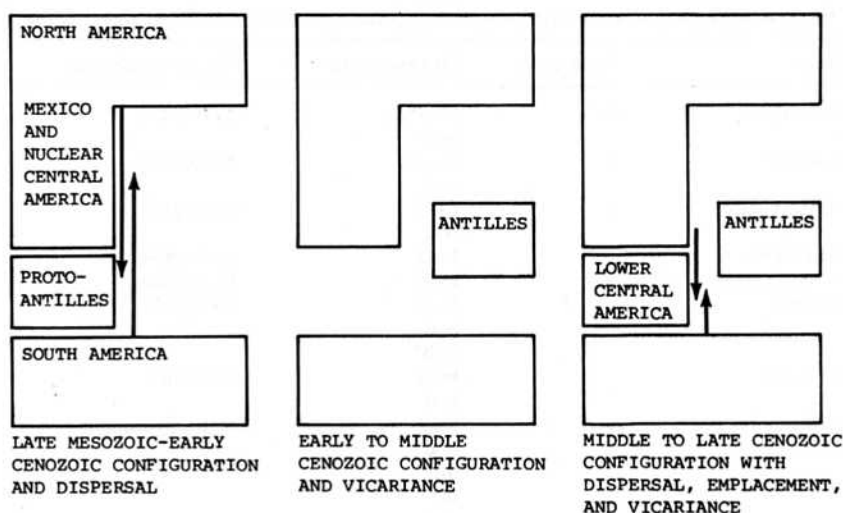 NORTH AMERICA
MEXICO
AND
NUCLEAR
CENTRAL
AMERICA
PROTO-
ANTILLES
SOUTH AMERICA
LATE MESOZOIC-EARLY
CENOZOIC CONFIGURATION
AND DISPERSAL
ANTILLES
EARLY TO MIDDLE
CENOZOIC CONFIGURATION
AND VICARIANCE
ANTILLES
LOWER
CENTRAL
AMERICA
MIDDLE TO LATE CENOZOIC
CONFIGURATION WITH
DISPERSAL, EMPLACEMENT,
AND VICARIANCE